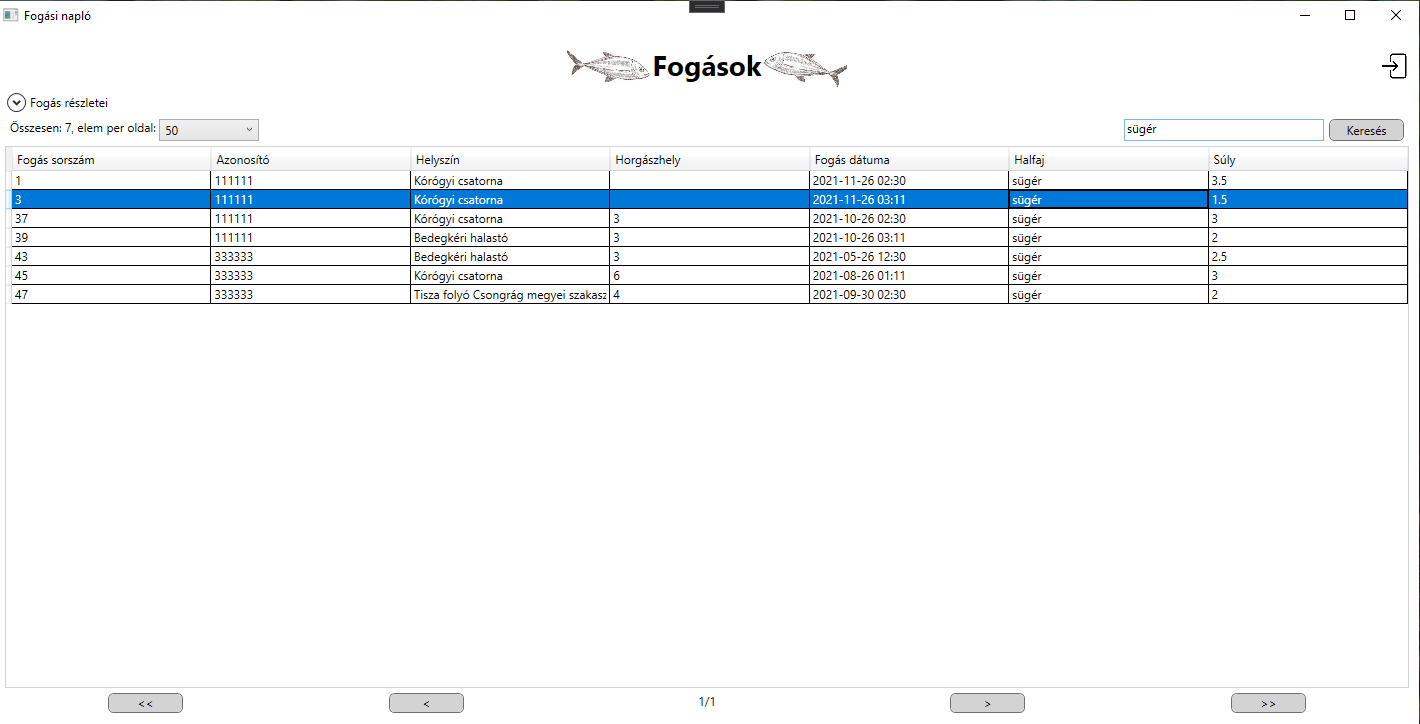 Fogási napló
Fogások
Fogás részletei
Összesen: 7, elem per oldal: 50 sügér Keresés
Fogás sorszám Azonosító Helyszín Horgászhely Fogás dátuma Halfaj Súly
1 111111 Kórógyi csatorna 2021-11-26 02:30 sügér 3.5
3 111111 Kórógyi csatorna 2021-11-26 03:11 sügér 1.5
37 111111 Kórógyi csatorna 3 2021-10-26 02:30 sügér 3
39 111111 Bedegkéri halastó 3 2021-10-26 03:11 sügér 2
43 333333 Bedegkéri halastó 3 2021-05-26 12:30 sügér 2.5
45 333333 Kórógyi csatorna 6 2021-08-26 01:11 sügér 3
47 333333 Tisza folyó Csongrág megyei szakasz 4 2021-09-30 02:30 sügér 2
<< < 1/1 > >>